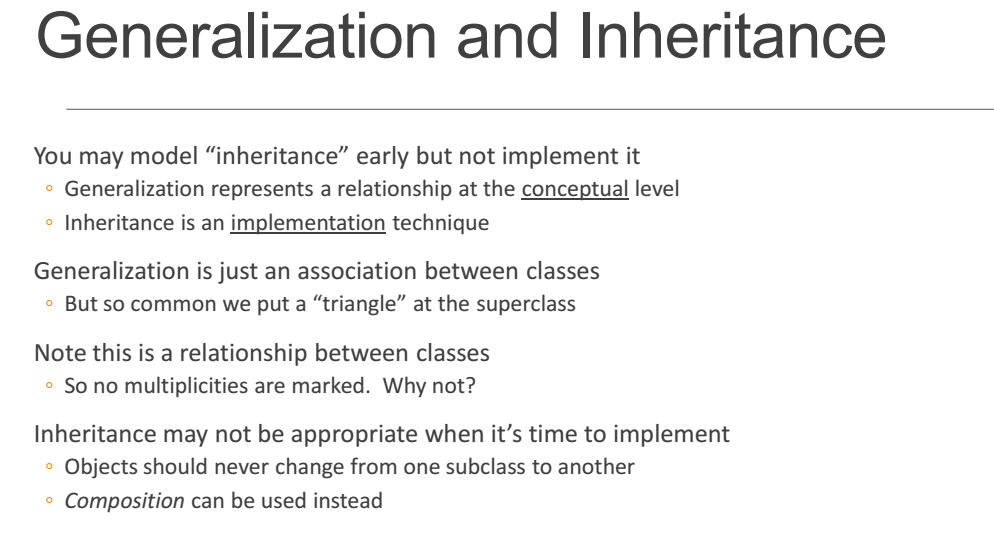 Generalization and Inheritance
You may model “inheritance” early but not implement it
◦ Generalization represents a relationship at the conceptual level
◦ Inheritance is an implementation technique
Generalization is just an association between classes
◦ But so common we put a “triangle” at the superclass
Note this is a relationship between classes
◦ So no multiplicities are marked.  Why not?
Inheritance may not be appropriate when it’s time to implement
◦ Objects should never change from one subclass to another
◦ Composition can be used instead